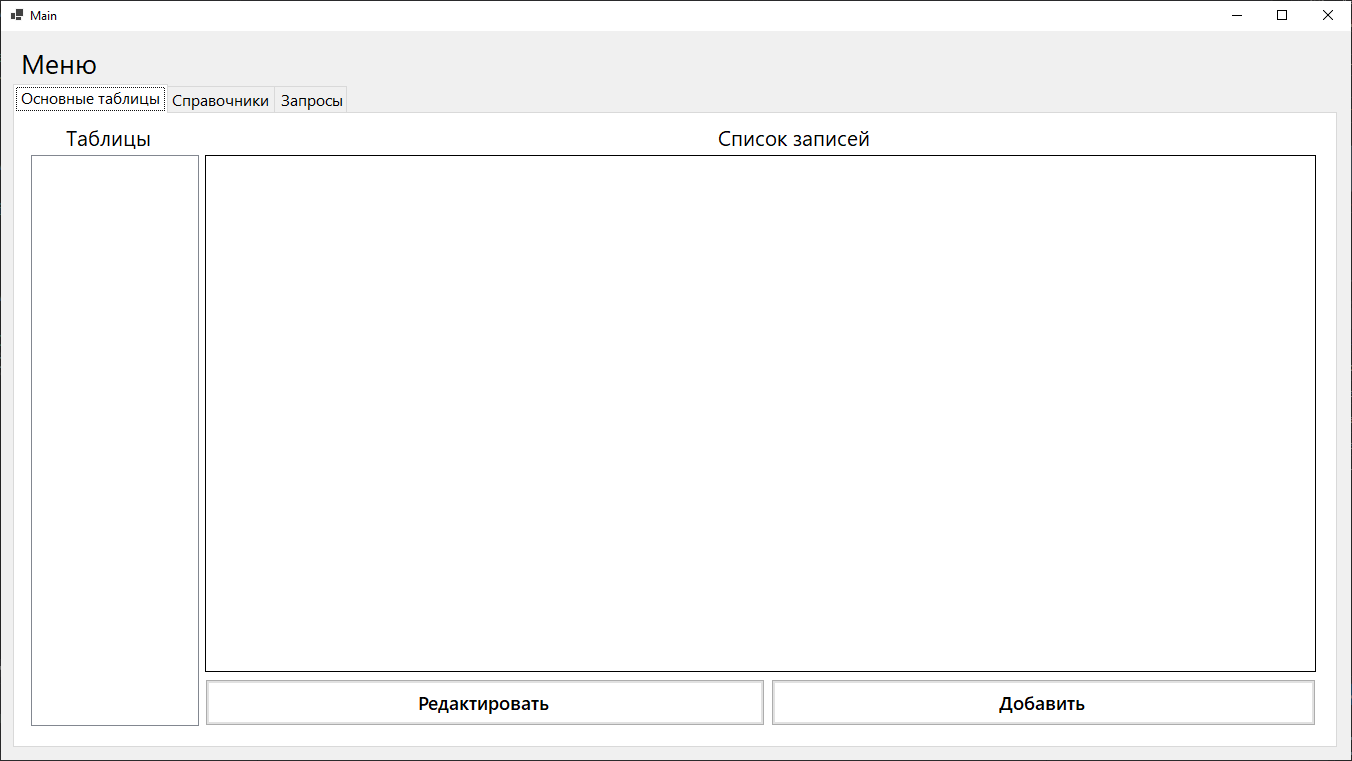 Main
Меню
Основные таблицы Справочники Запросы
Таблицы Список записей
Редактировать Добавить